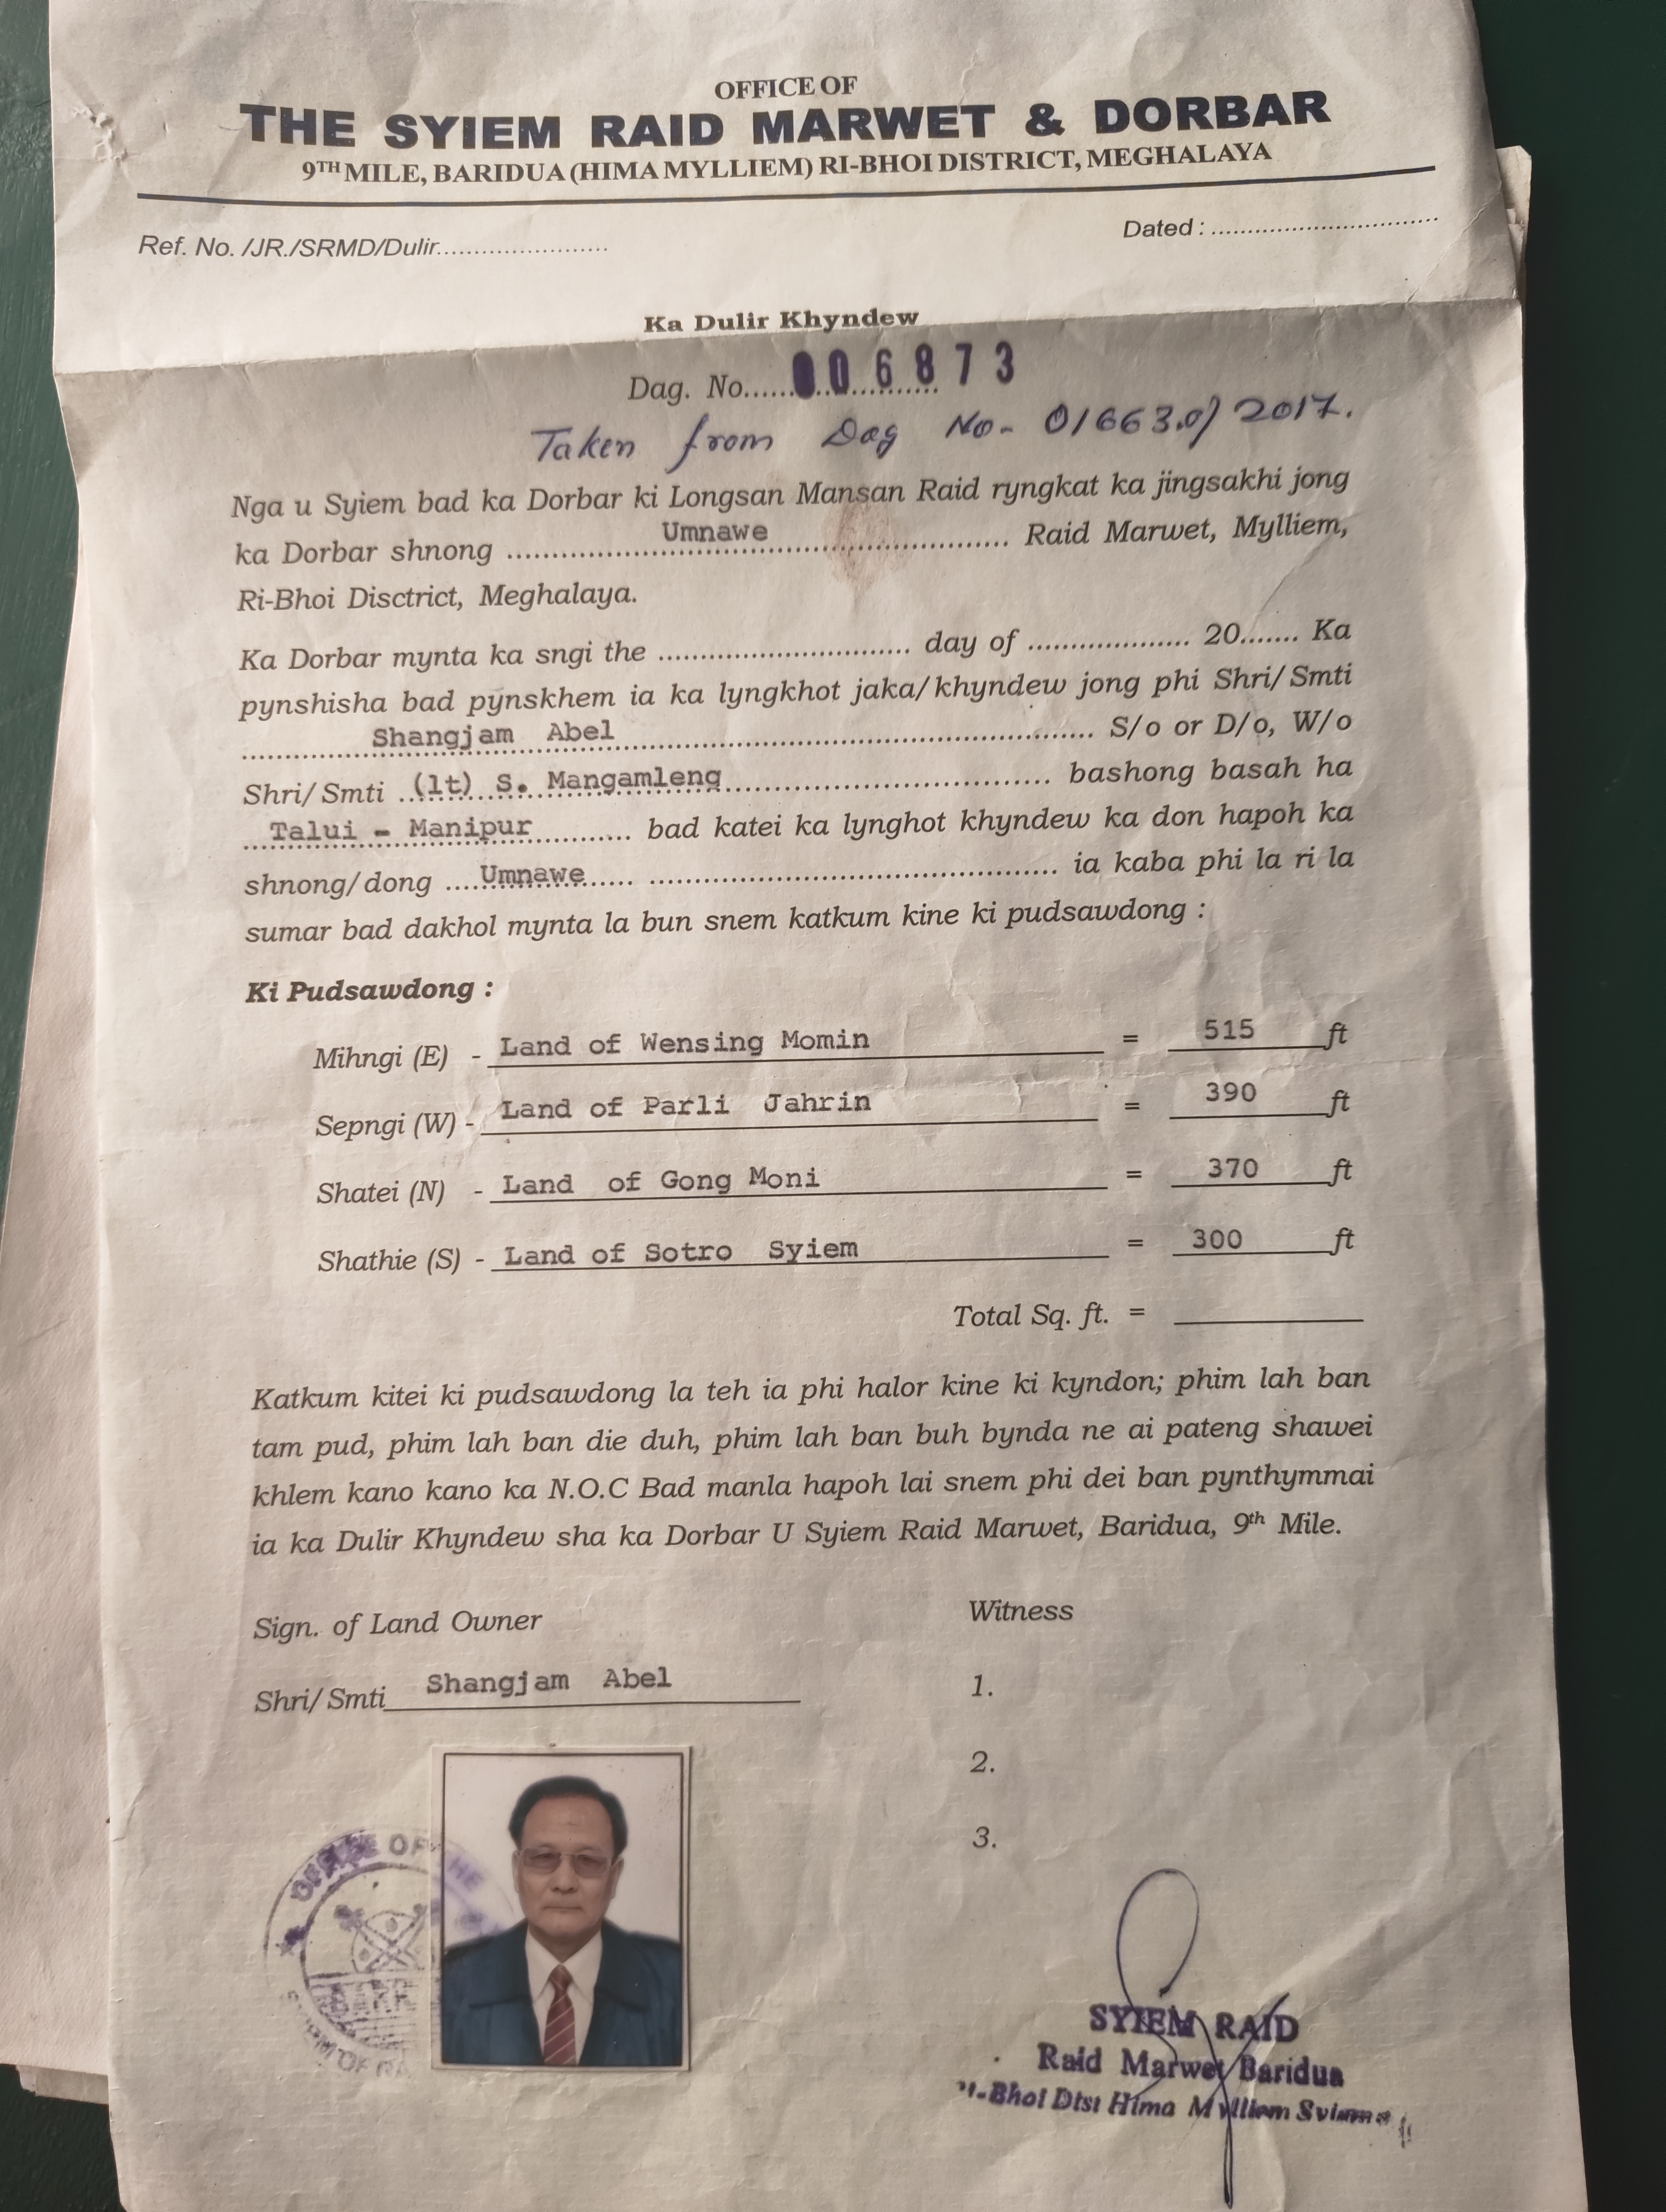 OFFICE OF
THE SYIEM RAID MARWET & DORBAR
9TH MILE, BARIDUA (HIMA MYLLIEM) RI-BHOI DISTRICT, MEGHALAYA
Ref. No. /JR./SRMD/Dulir....................... Dated : ...............................
Ka Dulir Khyndew
Dag. No...... 006873
Taken from Dag No- 01663.of 2017.
Nga u Syiem bad ka Dorbar ki Longsan Mansan Raid ryngkat ka jingsakhi jong
ka Dorbar shnong ........ Umnawe ........ Raid Marwet, Mylliem,
Ri-Bhoi Disctrict, Meghalaya.
Ka Dorbar mynta ka sngi the ............................ day of .................. 20....... Ka
pynshisha bad pynskhem ia ka lyngkhot jaka/khyndew jong phi Shri/Smti
........ Shangjam Abel ........ S/o or D/o, W/o
Shri/Smti .. (lt) S. Mangamleng ........ bashong basah ha
Talui - Manipur .......... bad katei ka lynghot khyndew ka don hapoh ka
shnong/dong .... Umnawe ...... ........ ia kaba phi la ri la
sumar bad dakhol mynta la bun snem katkum kine ki pudsawdong :
Ki Pudsawdong :
Mihngi (E) - Land of Wensing Momin = 515 ft
Sepngi (W) - Land of Parli Jahrin = 390 ft
Shatei (N) - Land of Gong Moni = 370 ft
Shathie (S) - Land of Sotro Syiem = 300 ft
Total Sq. ft. = ________
Katkum kitei ki pudsawdong la teh ia phi halor kine ki kyndon; phim lah ban
tam pud, phim lah ban die duh, phim lah ban buh bynda ne ai pateng shawei
khlem kano kano ka N.O.C Bad manla hapoh lai snem phi dei ban pynthymmai
ia ka Dulir Khyndew sha ka Dorbar U Syiem Raid Marwet, Baridua, 9th Mile.
Sign. of Land Owner Witness
Shri/Smti Shangjam Abel 1.
2.
3.
OFFICE OF THE
SYIEM RAID
Raid Marwet Baridua
-Bhoi Dist Hima Mylliem